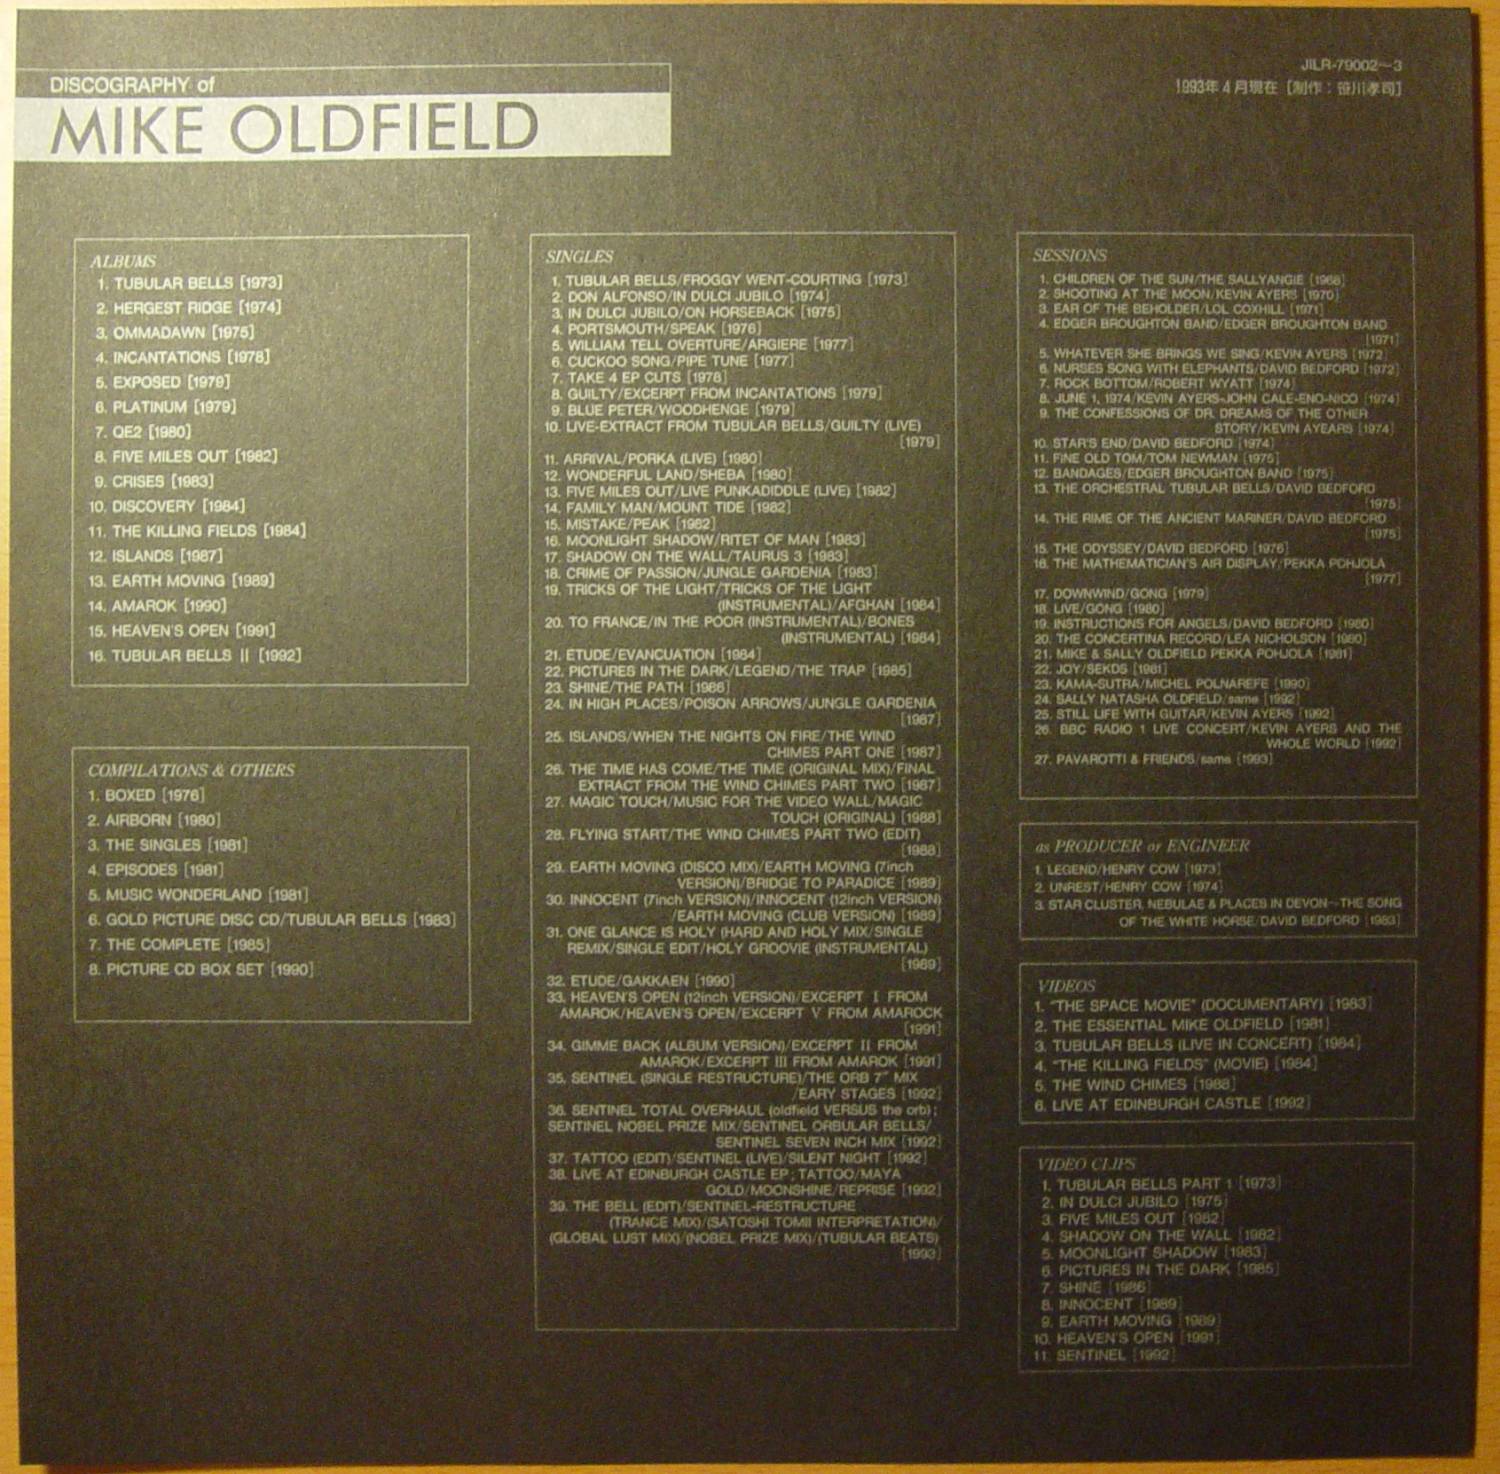 DISCOGRAPHY of
MIKE OLDFIELD
JILR-79002〜3
1993年4月現在 [制作：笹川孝司]
ALBUMS
1. TUBULAR BELLS [1973]
2. HERGEST RIDGE [1974]
3. OMMADAWN [1975]
4. INCANTATIONS [1978]
5. EXPOSED [1979]
6. PLATINUM [1979]
7. QE2 [1980]
8. FIVE MILES OUT [1982]
9. CRISES [1983]
10. DISCOVERY [1984]
11. THE KILLING FIELDS [1984]
12. ISLANDS [1987]
13. EARTH MOVING [1989]
14. AMAROK [1990]
15. HEAVEN'S OPEN [1991]
16. TUBULAR BELLS II [1992]
COMPILATIONS & OTHERS
1. BOXED [1976]
2. AIRBORN [1980]
3. THE SINGLES [1981]
4. EPISODES [1981]
5. MUSIC WONDERLAND [1981]
6. GOLD PICTURE DISC CD/TUBULAR BELLS [1983]
7. THE COMPLETE [1985]
8. PICTURE CD BOX SET [1990]
SINGLES
1. TUBULAR BELLS/FROGGY WENT-COURTING [1973]
2. DON ALFONSO/IN DULCI JUBILO [1974]
3. IN DULCI JUBILO/ON HORSEBACK [1975]
4. PORTSMOUTH/SPEAK [1976]
5. WILLIAM TELL OVERTURE/ARGIERE [1977]
6. CUCKOO SONG/PIPE TUNE [1977]
7. TAKE 4 EP CUTS [1978]
8. GUILTY/EXCERPT FROM INCANTATIONS [1979]
9. BLUE PETER/WOODHENGE [1979]
10. LIVE-EXTRACT FROM TUBULAR BELLS/GUILTY (LIVE)
[1979]
11. ARRIVAL/PORKA (LIVE) [1980]
12. WONDERFUL LAND/SHEBA [1980]
13. FIVE MILES OUT/LIVE PUNKADIDDLE (LIVE) [1982]
14. FAMILY MAN/MOUNT TIDE [1982]
15. MISTAKE/PEAK [1982]
16. MOONLIGHT SHADOW/RITET OF MAN [1983]
17. SHADOW ON THE WALL/TAURUS 3 [1983]
18. CRIME OF PASSION/JUNGLE GARDENIA [1983]
19. TRICKS OF THE LIGHT/TRICKS OF THE LIGHT
(INSTRUMENTAL)/AFGHAN [1984]
20. TO FRANCE/IN THE POOR (INSTRUMENTAL)/BONES
(INSTRUMENTAL) [1984]
21. ETUDE/EVANCUATION [1984]
22. PICTURES IN THE DARK/LEGEND/THE TRAP [1985]
23. SHINE/THE PATH [1986]
24. IN HIGH PLACES/POISON ARROWS/JUNGLE GARDENIA
[1987]
25. ISLANDS/WHEN THE NIGHTS ON FIRE/THE WIND
CHIMES PART ONE [1987]
26. THE TIME HAS COME/THE TIME (ORIGINAL MIX)/FINAL
EXTRACT FROM THE WIND CHIMES PART TWO [1987]
27. MAGIC TOUCH/MUSIC FOR THE VIDEO WALL/MAGIC
TOUCH (ORIGINAL) [1988]
28. FLYING START/THE WIND CHIMES PART TWO (EDIT)
[1988]
29. EARTH MOVING (DISCO MIX)/EARTH MOVING (7inch
VERSION)/BRIDGE TO PARADICE [1989]
30. INNOCENT (7inch VERSION)/INNOCENT (12inch VERSION)
/EARTH MOVING (CLUB VERSION) [1989]
31. ONE GLANCE IS HOLY (HARD AND HOLY MIX/SINGLE
REMIX/SINGLE EDIT/HOLY GROOVIE (INSTRUMENTAL)
[1989]
32. ETUDE/GAKKAEN [1990]
33. HEAVEN'S OPEN (12inch VERSION)/EXCERPT I FROM
AMAROK/HEAVEN'S OPEN/EXCERPT V FROM AMAROCK
[1991]
34. GIMME BACK (ALBUM VERSION)/EXCERPT II FROM
AMAROK/EXCERPT III FROM AMAROK [1991]
35. SENTINEL (SINGLE RESTRUCTURE)/THE ORB 7" MIX
/EARY STAGES [1992]
36. SENTINEL TOTAL OVERHAUL (oldfield VERSUS the orb) ;
SENTINEL NOBEL PRIZE MIX/SENTINEL ORBULAR BELLS/
SENTINEL SEVEN INCH MIX [1992]
37. TATTOO (EDIT)/SENTINEL (LIVE)/SILENT NIGHT [1992]
38. LIVE AT EDINBURGH CASTLE EP ; TATTOO/MAYA
GOLD/MOONSHINE/REPRISE [1992]
39. THE BELL (EDIT)/SENTINEL-RESTRUCTURE
(TRANCE MIX)/(SATOSHI TOMII INTERPRETATION)/
(GLOBAL LUST MIX)/(NOBEL PRIZE MIX)/(TUBULAR BEATS)
[1993]
SESSIONS
1. CHILDREN OF THE SUN/THE SALLYANGIE [1968]
2. SHOOTING AT THE MOON/KEVIN AYERS [1970]
3. EAR OF THE BEHOLDER/LOL COXHILL [1971]
4. EDGER BROUGHTON BAND/EDGER BROUGHTON BAND
[1971]
5. WHATEVER SHE BRINGS WE SING/KEVIN AYERS [1972]
6. NURSES SONG WITH ELEPHANTS/DAVID BEDFORD [1972]
7. ROCK BOTTOM/ROBERT WYATT [1974]
8. JUNE 1, 1974/KEVIN AYERS-JOHN CALE-ENO-NICO [1974]
9. THE CONFESSIONS OF DR. DREAMS OF THE OTHER
STORY/KEVIN AYEARS [1974]
10. STAR'S END/DAVID BEDFORD [1974]
11. FINE OLD TOM/TOM NEWMAN [1975]
12. BANDAGES/EDGER BROUGHTON BAND [1975]
13. THE ORCHESTRAL TUBULAR BELLS/DAVID BEDFORD
[1975]
14. THE RIME OF THE ANCIENT MARINER/DAVID BEDFORD
[1975]
15. THE ODYSSEY/DAVID BEDFORD [1976]
16. THE MATHEMATICIAN'S AIR DISPLAY/PEKKA POHJOLA
[1977]
17. DOWNWIND/GONG [1979]
18. LIVE/GONG [1980]
19. INSTRUCTIONS FOR ANGELS/DAVID BEDFORD [1980]
20. THE CONCERTINA RECORD/LEA NICHOLSON [1980]
21. MIKE & SALLY OLDFIELD PEKKA POHJOLA [1981]
22. JOY/SEKDS [1981]
23. KAMA-SUTRA/MICHEL POLNAREFE [1990]
24. SALLY NATASHA OLDFIELD/same [1992]
25. STILL LIFE WITH GUITAR/KEVIN AYERS [1992]
26. BBC RADIO 1 LIVE CONCERT/KEVIN AYERS AND THE
WHOLE WORLD [1992]
27. PAVAROTTI & FRIENDS/same [1993]
as PRODUCER or ENGINEER
1. LEGEND/HENRY COW [1973]
2. UNREST/HENRY COW [1974]
3. STAR CLUSTER, NEBULAE & PLACES IN DEVON〜THE SONG
OF THE WHITE HORSE/DAVID BEDFORD [1983]
VIDEOS
1. "THE SPACE MOVIE" (DOCUMENTARY) [1983]
2. THE ESSENTIAL MIKE OLDFIELD [1981]
3. TUBULAR BELLS (LIVE IN CONCERT) [1984]
4. "THE KILLING FIELDS" (MOVIE) [1984]
5. THE WIND CHIMES [1988]
6. LIVE AT EDINBURGH CASTLE [1992]
VIDEO CLIPS
1. TUBULAR BELLS PART 1 [1973]
2. IN DULCI JUBILO [1975]
3. FIVE MILES OUT [1982]
4. SHADOW ON THE WALL [1982]
5. MOONLIGHT SHADOW [1983]
6. PICTURES IN THE DARK [1985]
7. SHINE [1986]
8. INNOCENT [1989]
9. EARTH MOVING [1989]
10. HEAVEN'S OPEN [1991]
11. SENTINEL [1992]